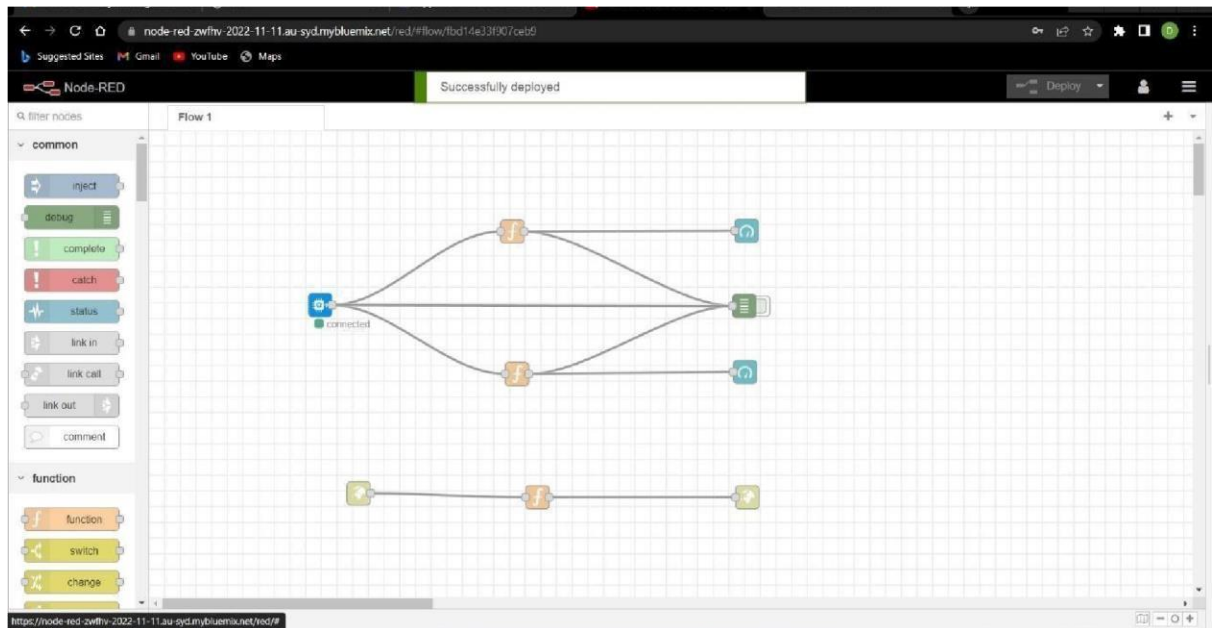 node-red-zwfhv-2022-11-11.au-syd.mybluemix.net/red/#flow/fbd14e33f907ceb9
Suggested Sites Gmail YouTube Maps
Node-RED
Successfully deployed
Deploy
filter nodes
Flow 1
common
inject
debug
complete
catch
status
link in
link call
link out
comment
connected
function
function
switch
change
https://node-red-zwfhv-2022-11-11.au-syd.mybluemix.net/red/#